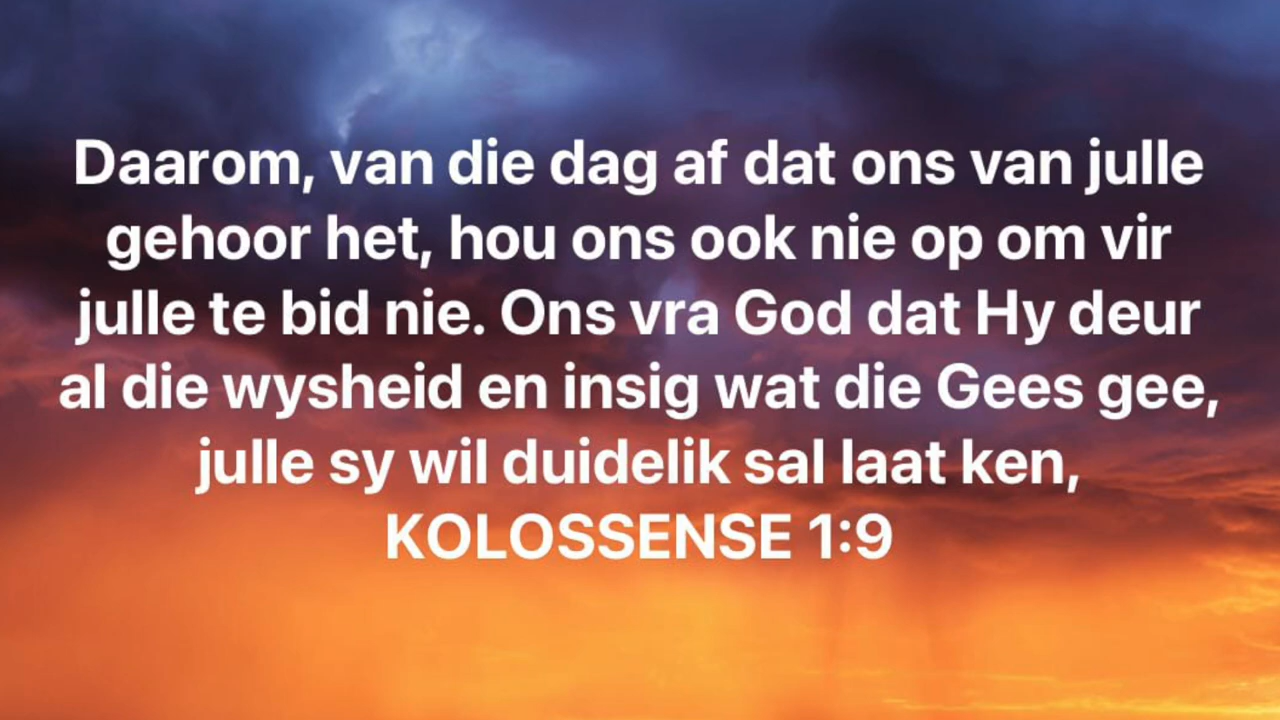 Daarom, van die dag af dat ons van julle
gehoor het, hou ons ook nie op om vir
julle te bid nie. Ons vra God dat Hy deur
al die wysheid en insig wat die Gees gee,
julle sy wil duidelik sal laat ken,
KOLOSSENSE 1:9